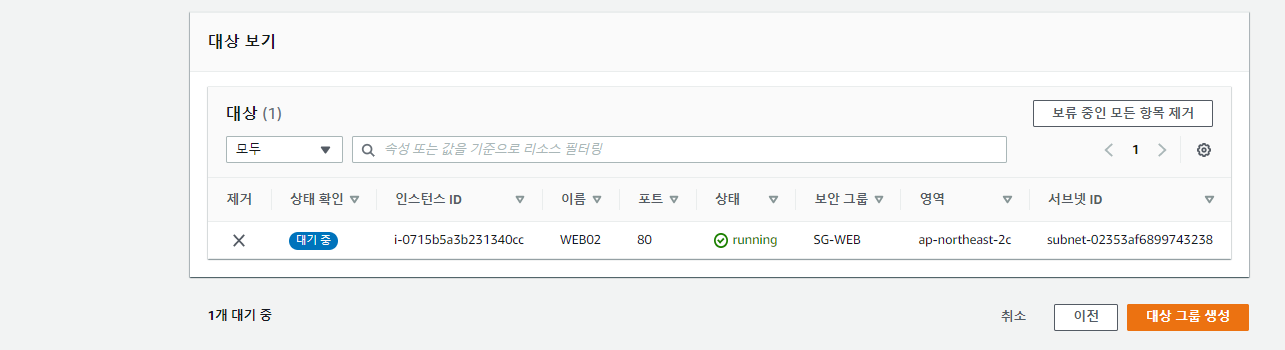 대상 보기
대상 (1)
보류 중인 모든 항목 제거
모두
속성 또는 값을 기준으로 리소스 필터링
1
제거 상태 확인 인스턴스 ID 이름 포트 상태 보안 그룹 영역 서브넷 ID
대기 중 i-0715b5a3b231340cc WEB02 80 running SG-WEB ap-northeast-2c subnet-02353af6899743238
1개 대기 중
취소 이전 대상 그룹 생성